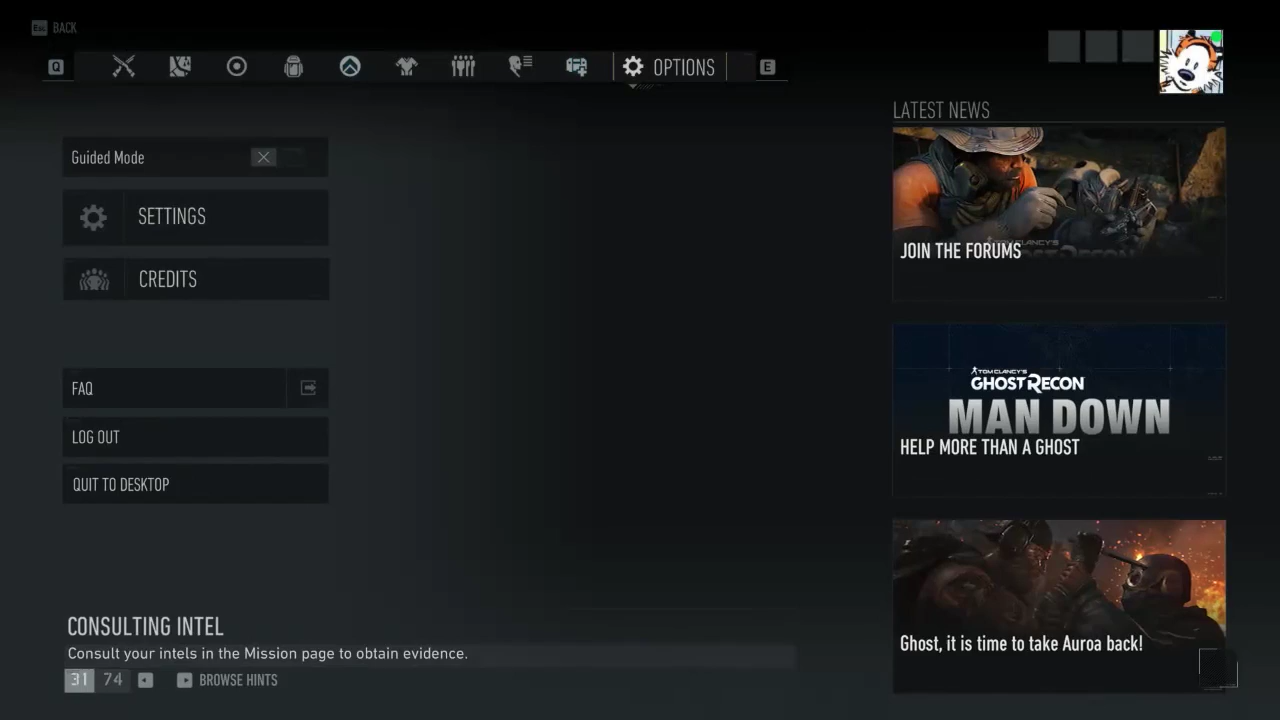 Esc BACK
Q
OPTIONS
E
Guided Mode
SETTINGS
CREDITS
FAQ
LOG OUT
QUIT TO DESKTOP
CONSULTING INTEL
Consult your intels in the Mission page to obtain evidence.
31 74
BROWSE HINTS
LATEST NEWS
JOIN THE FORUMS
TOM CLANCY'S
GHOST RECON
MAN DOWN
HELP MORE THAN A GHOST
Ghost, it is time to take Auroa back!